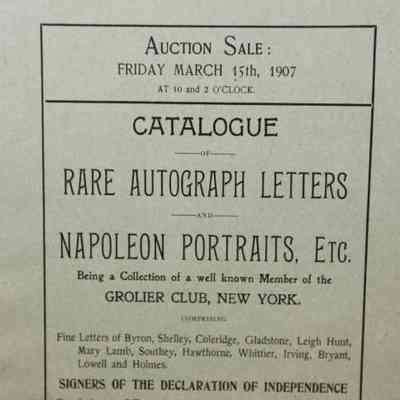 AUCTION SALE:
FRIDAY MARCH 15th, 1907
AT 10 and 2 O'CLOCK.
CATALOGUE
OF
RARE AUTOGRAPH LETTERS
AND
NAPOLEON PORTRAITS, ETC.
Being a Collection of a well known Member of the
GROLIER CLUB, NEW YORK.
COMPRISING
Fine Letters of Byron, Shelley, Coleridge, Gladstone, Leigh Hunt,
Mary Lamb, Southey, Hawthorne, Whittier, Irving, Bryant,
Lowell and Holmes.
SIGNERS OF THE DECLARATION OF INDEPENDENCE